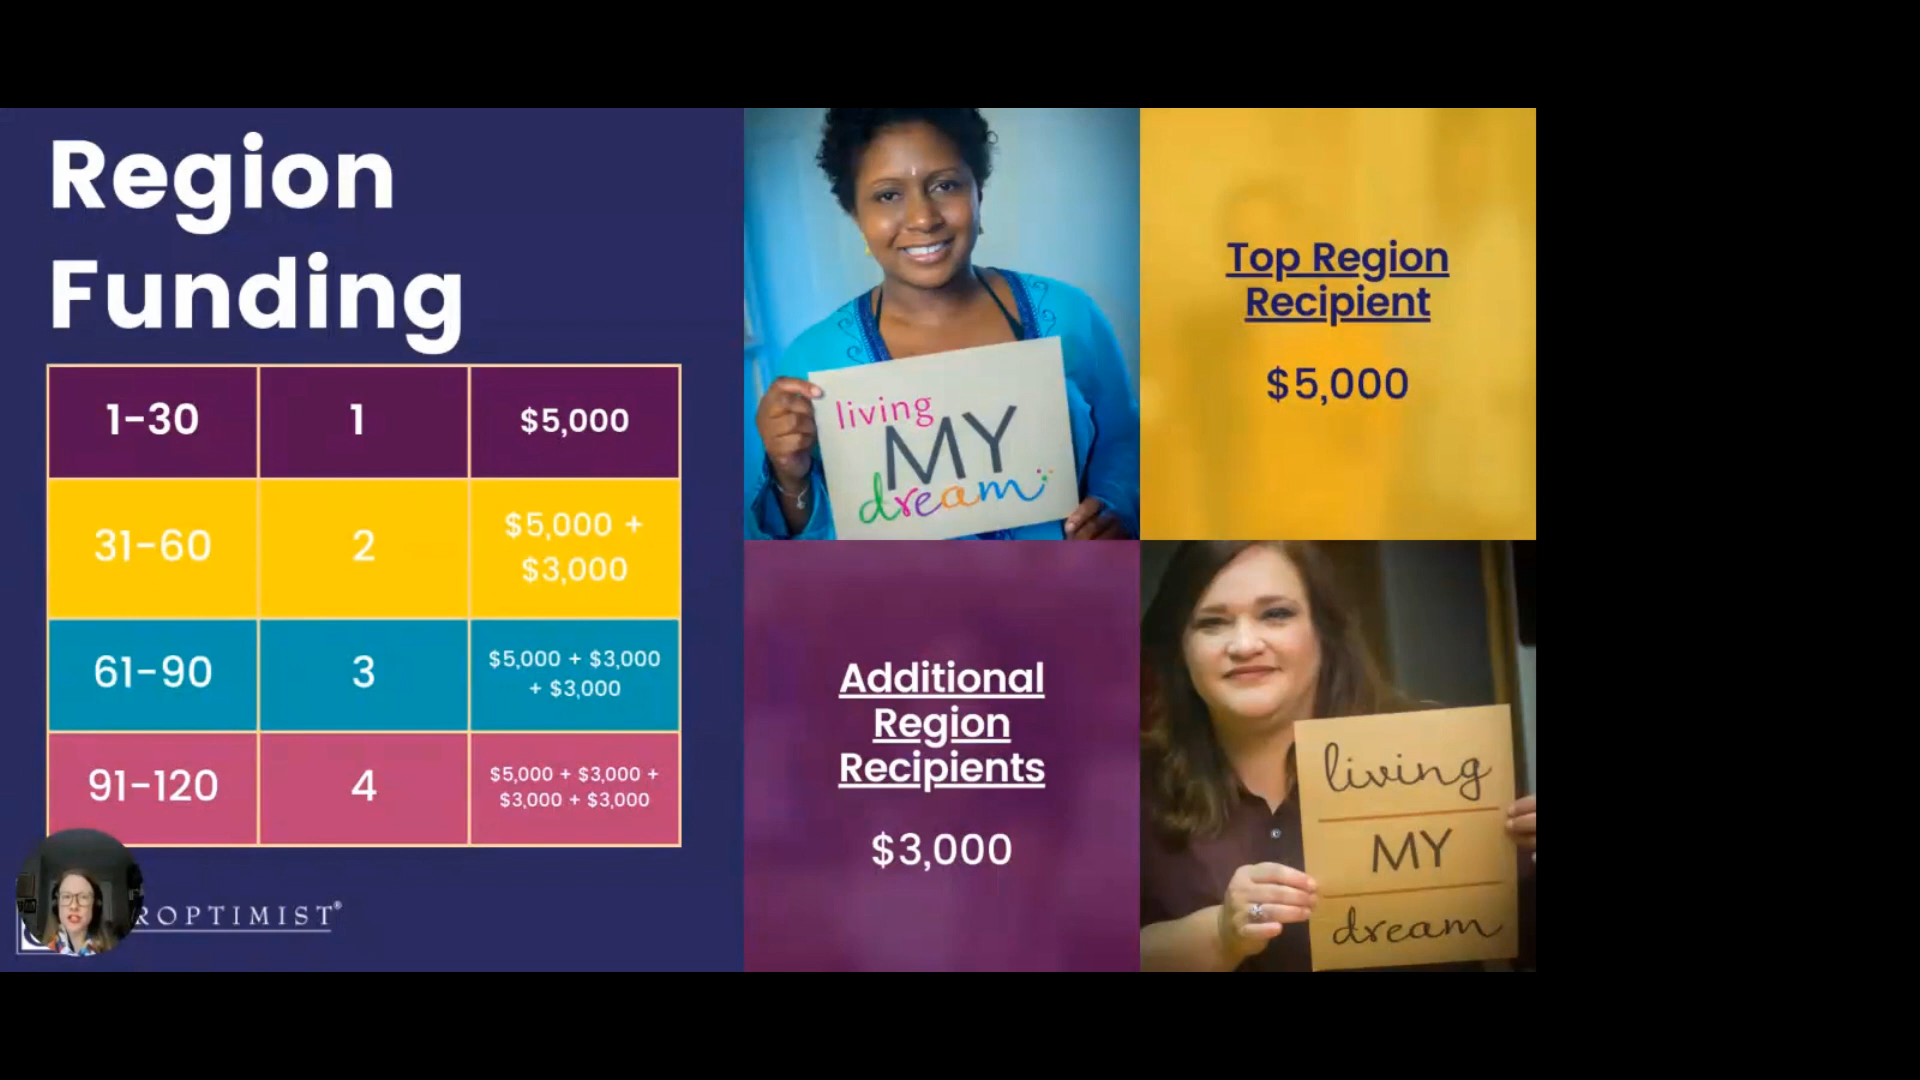 Region
Funding
1-30
1
$5,000
31-60
2
$5,000 +
$3,000
61-90
3
$5,000 + $3,000
+ $3,000
91-120
4
$5,000 + $3,000 +
$3,000 + $3,000
ROPTIMIST®
living
MY
dream
Top Region
Recipient
$5,000
Additional
Region
Recipients
$3,000
living
MY
dream